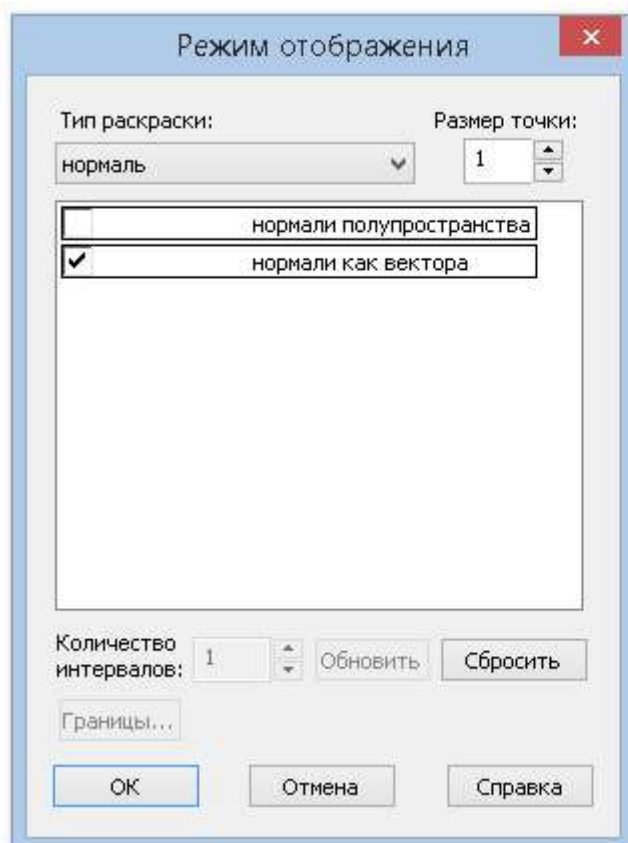 Режим отображения
Тип раскраски:
Размер точки:
нормаль
1
нормали полупространства
нормали как вектора
Количество
интервалов:
1
Обновить
Сбросить
Границы...
ОК
Отмена
Справка